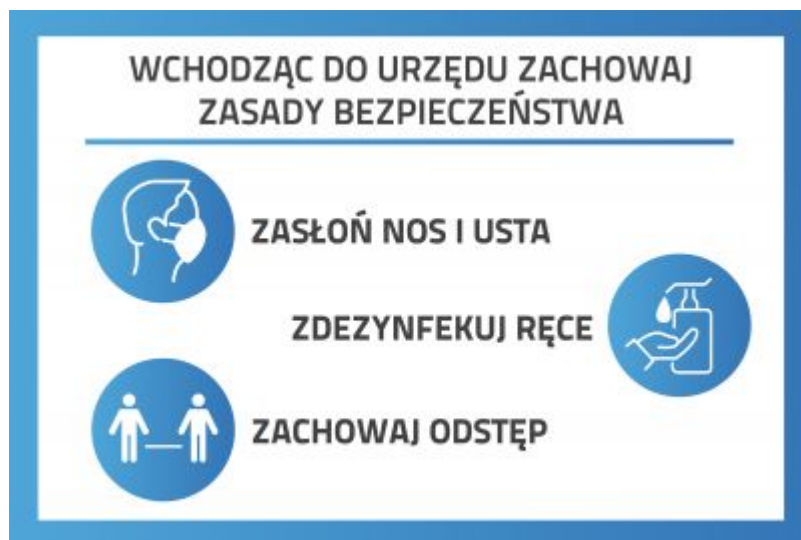 WCHODZĄC DO URZĘDU ZACHOWAJ
ZASADY BEZPIECZEŃSTWA
ZASŁOŃ NOS I USTA
ZDEZYNFEKUJ RĘCE
ZACHOWAJ ODSTĘP